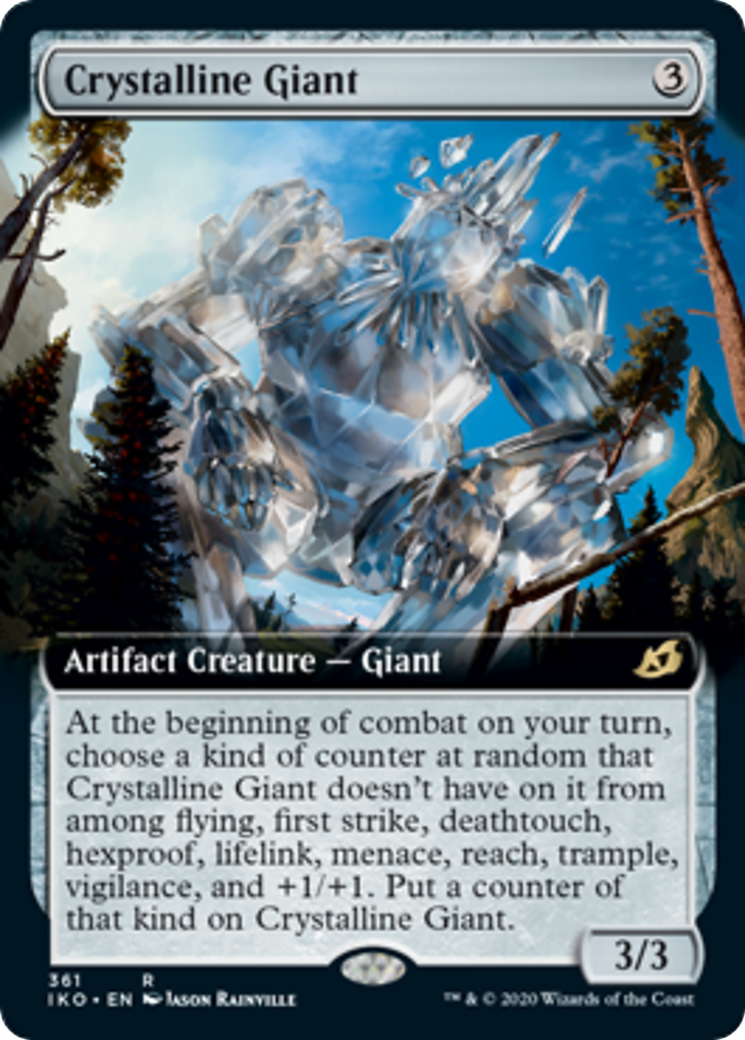 Crystalline Giant 3
Artifact Creature — Giant
At the beginning of combat on your turn,
choose a kind of counter at random that
Crystalline Giant doesn't have on it from
among flying, first strike, deathtouch,
hexproof, lifelink, menace, reach, trample,
vigilance, and +1/+1. Put a counter of
that kind on Crystalline Giant.
3/3
361 R
IKO • EN Jason Rainville ™ & © 2020 Wizards of the Coast